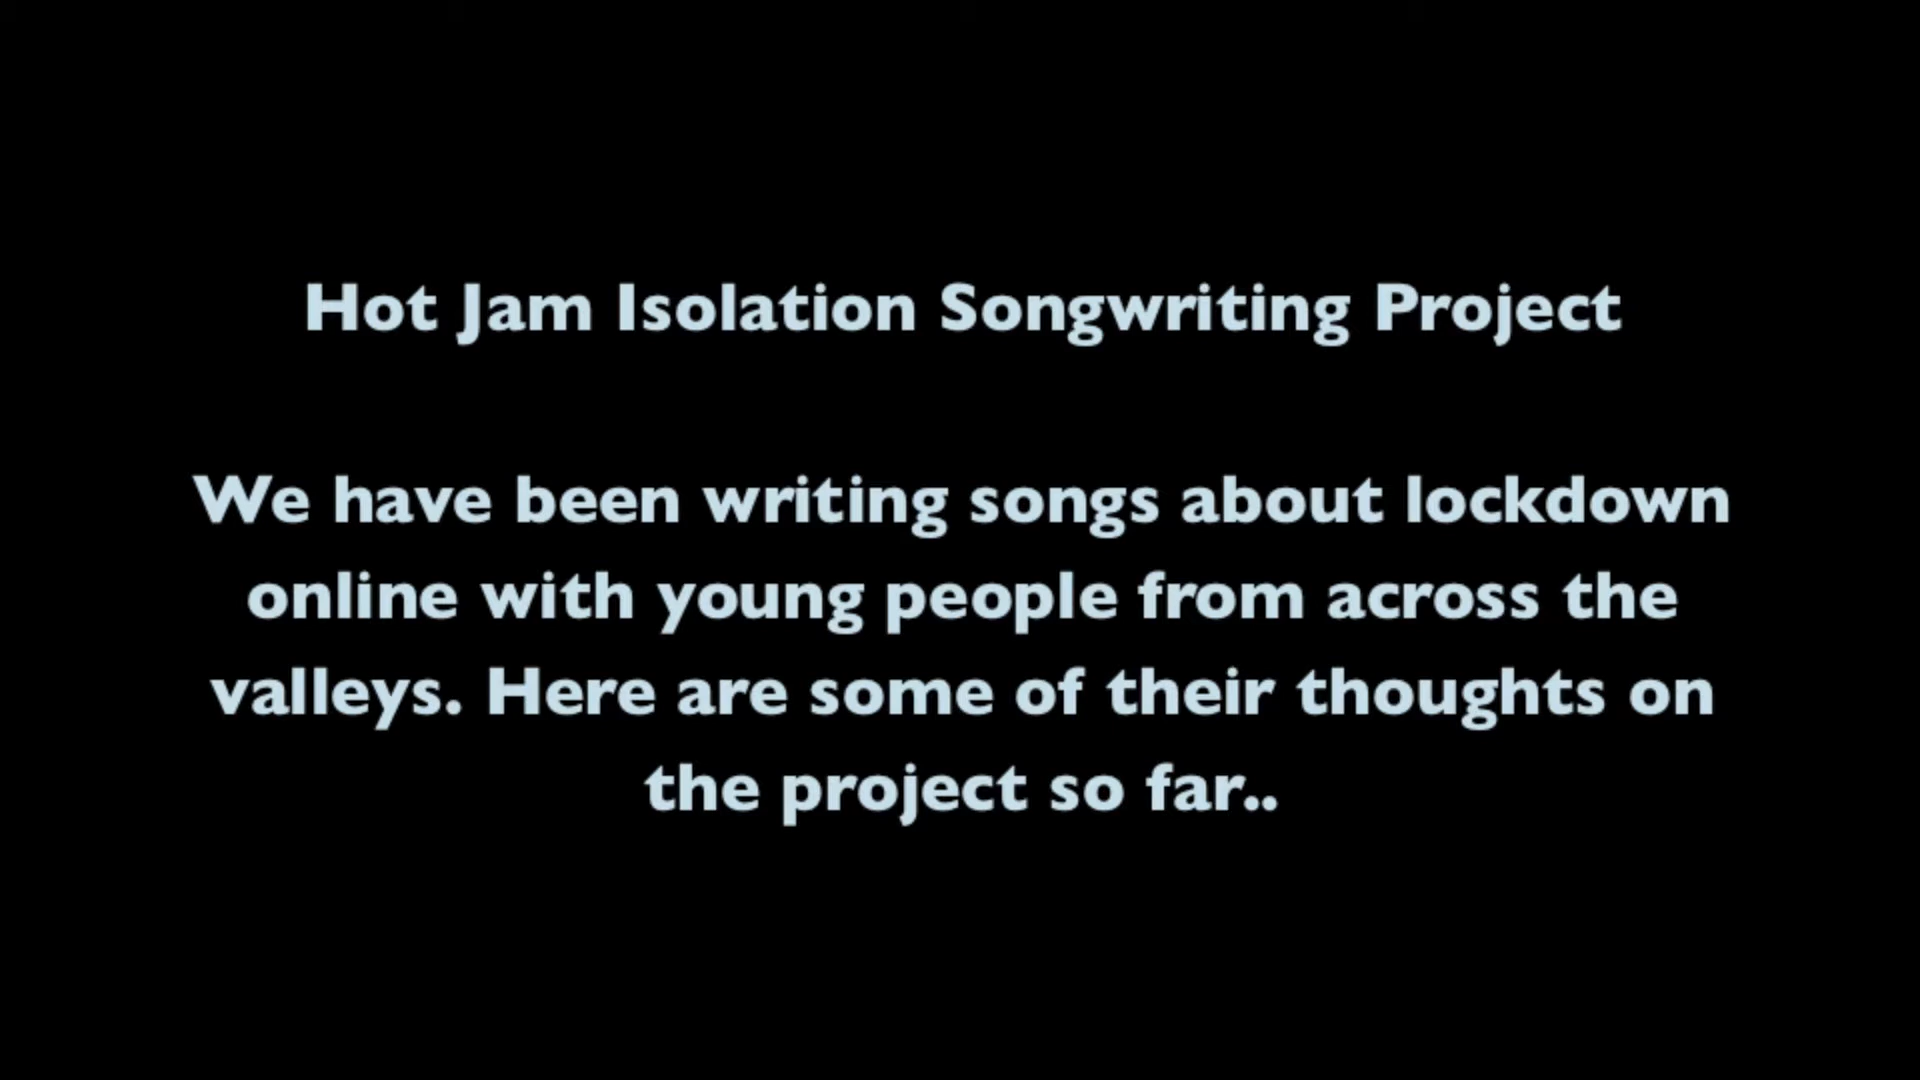 Hot Jam Isolation Songwriting Project
We have been writing songs about lockdown
online with young people from across the
valleys. Here are some of their thoughts on
the project so far..